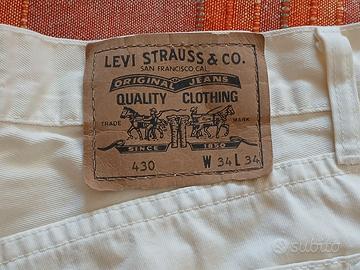 LEVI STRAUSS & CO.
SAN FRANCISCO, CAL.
ORIGINAL JEANS
QUALITY CLOTHING
TRADE MARK
SINCE 1850
430 W 34 L 34
subito